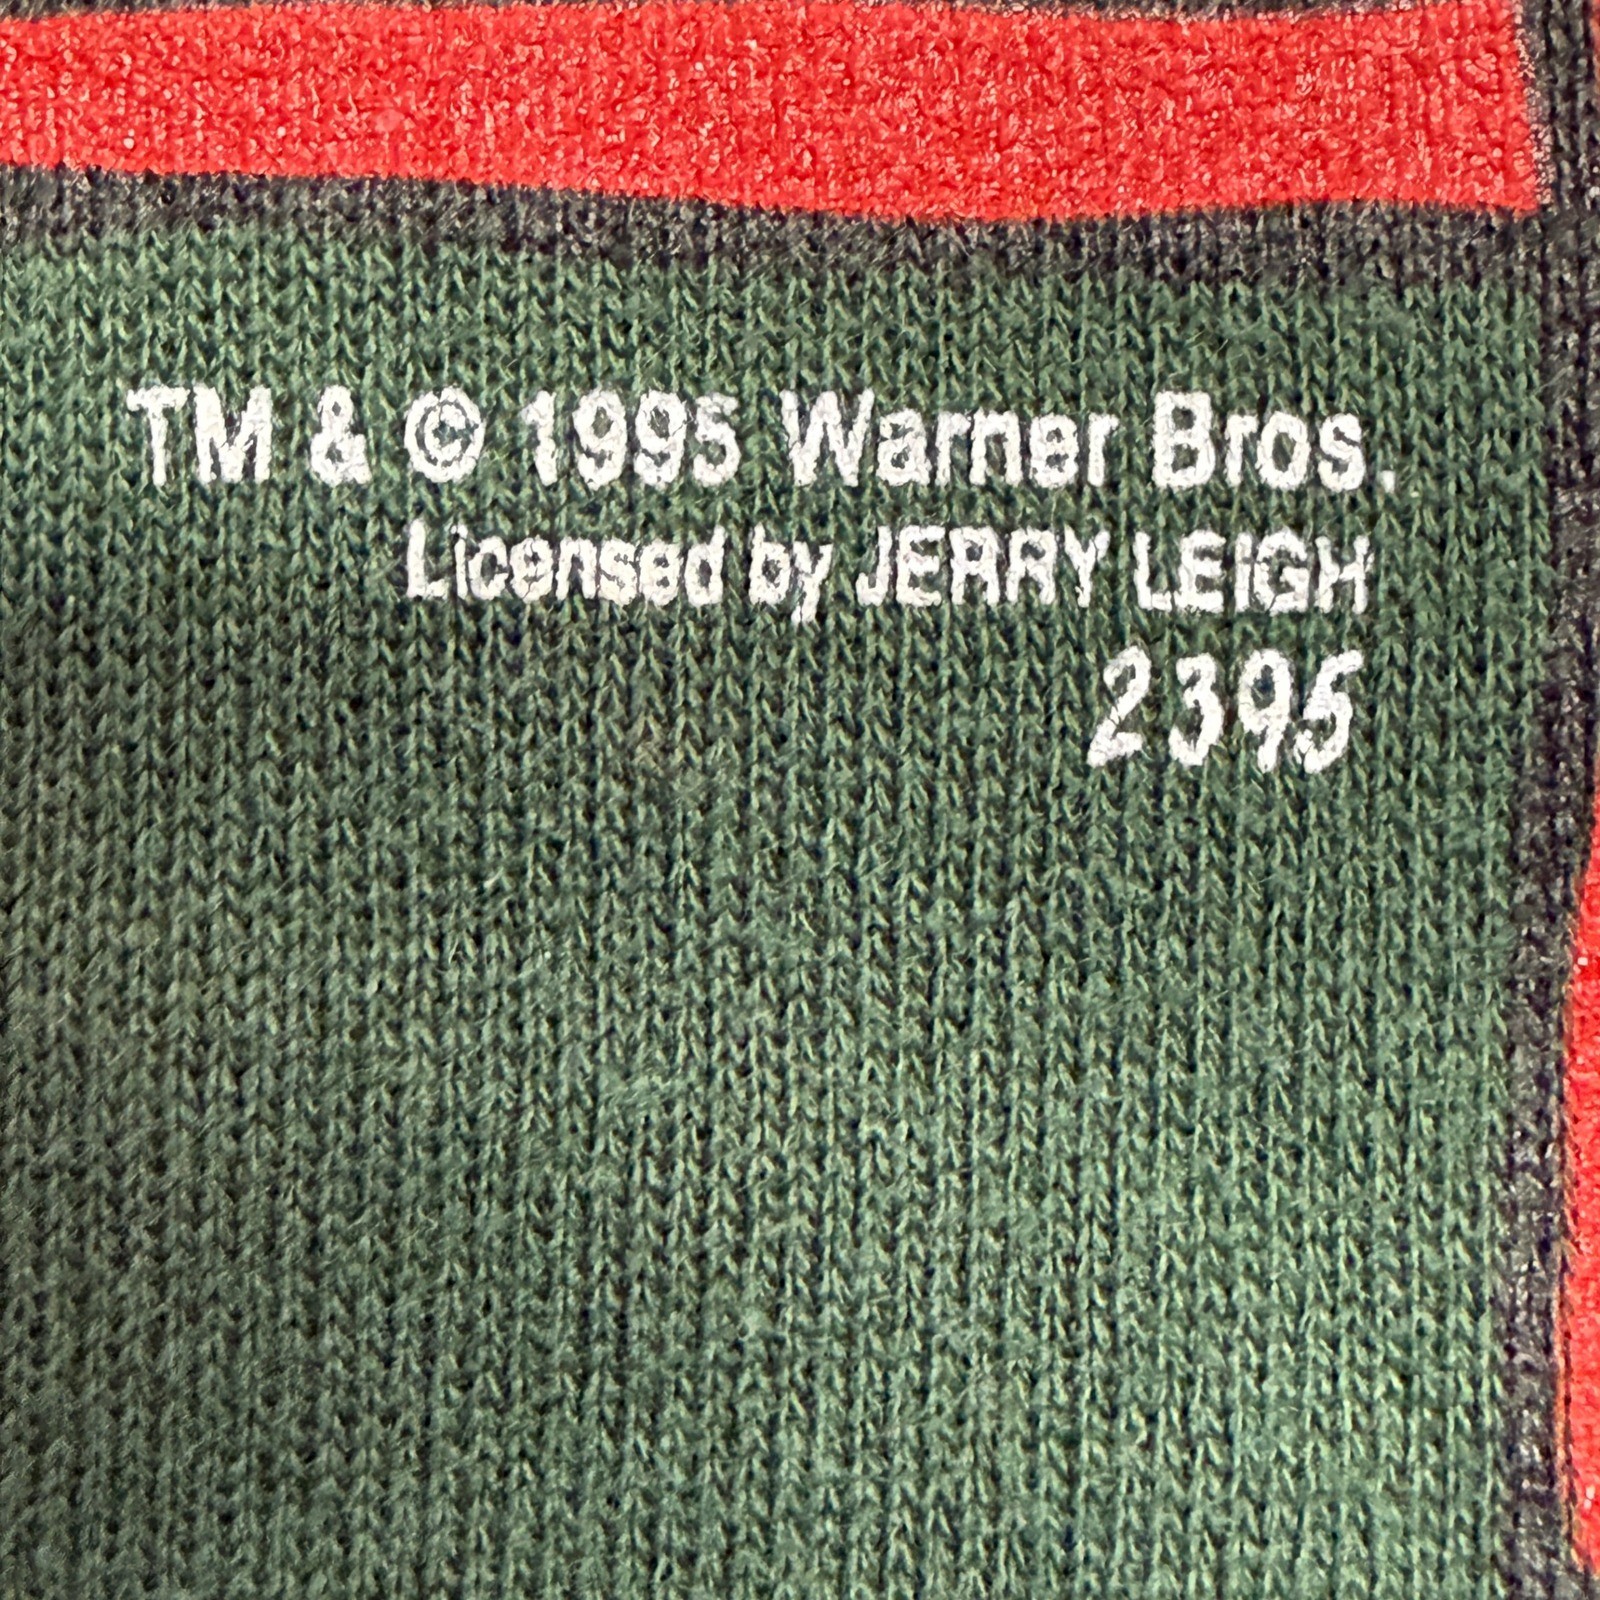 TM & © 1995 Warner Bros.
Licensed by JERRY LEIGH
2395